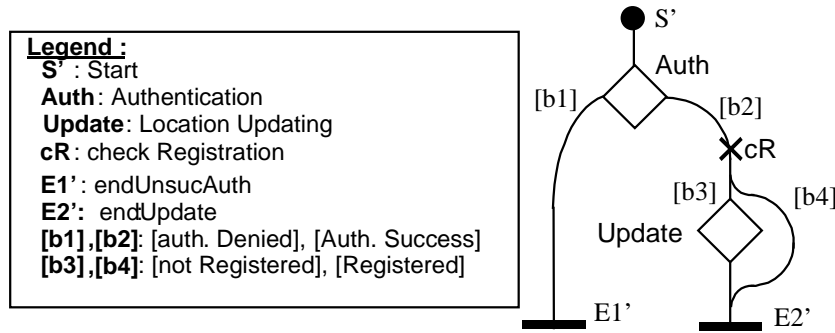 Legend :
S’ : Start
Auth: Authentication
Update: Location Updating
cR: check Registration
E1’: endUnsucAuth
E2’: endUpdate
[b1],[b2]: [auth. Denied], [Auth. Success]
[b3],[b4]: [not Registered], [Registered]
S’
Auth
[b1]
[b2]
cR
[b3]
[b4]
Update
E1’
E2’